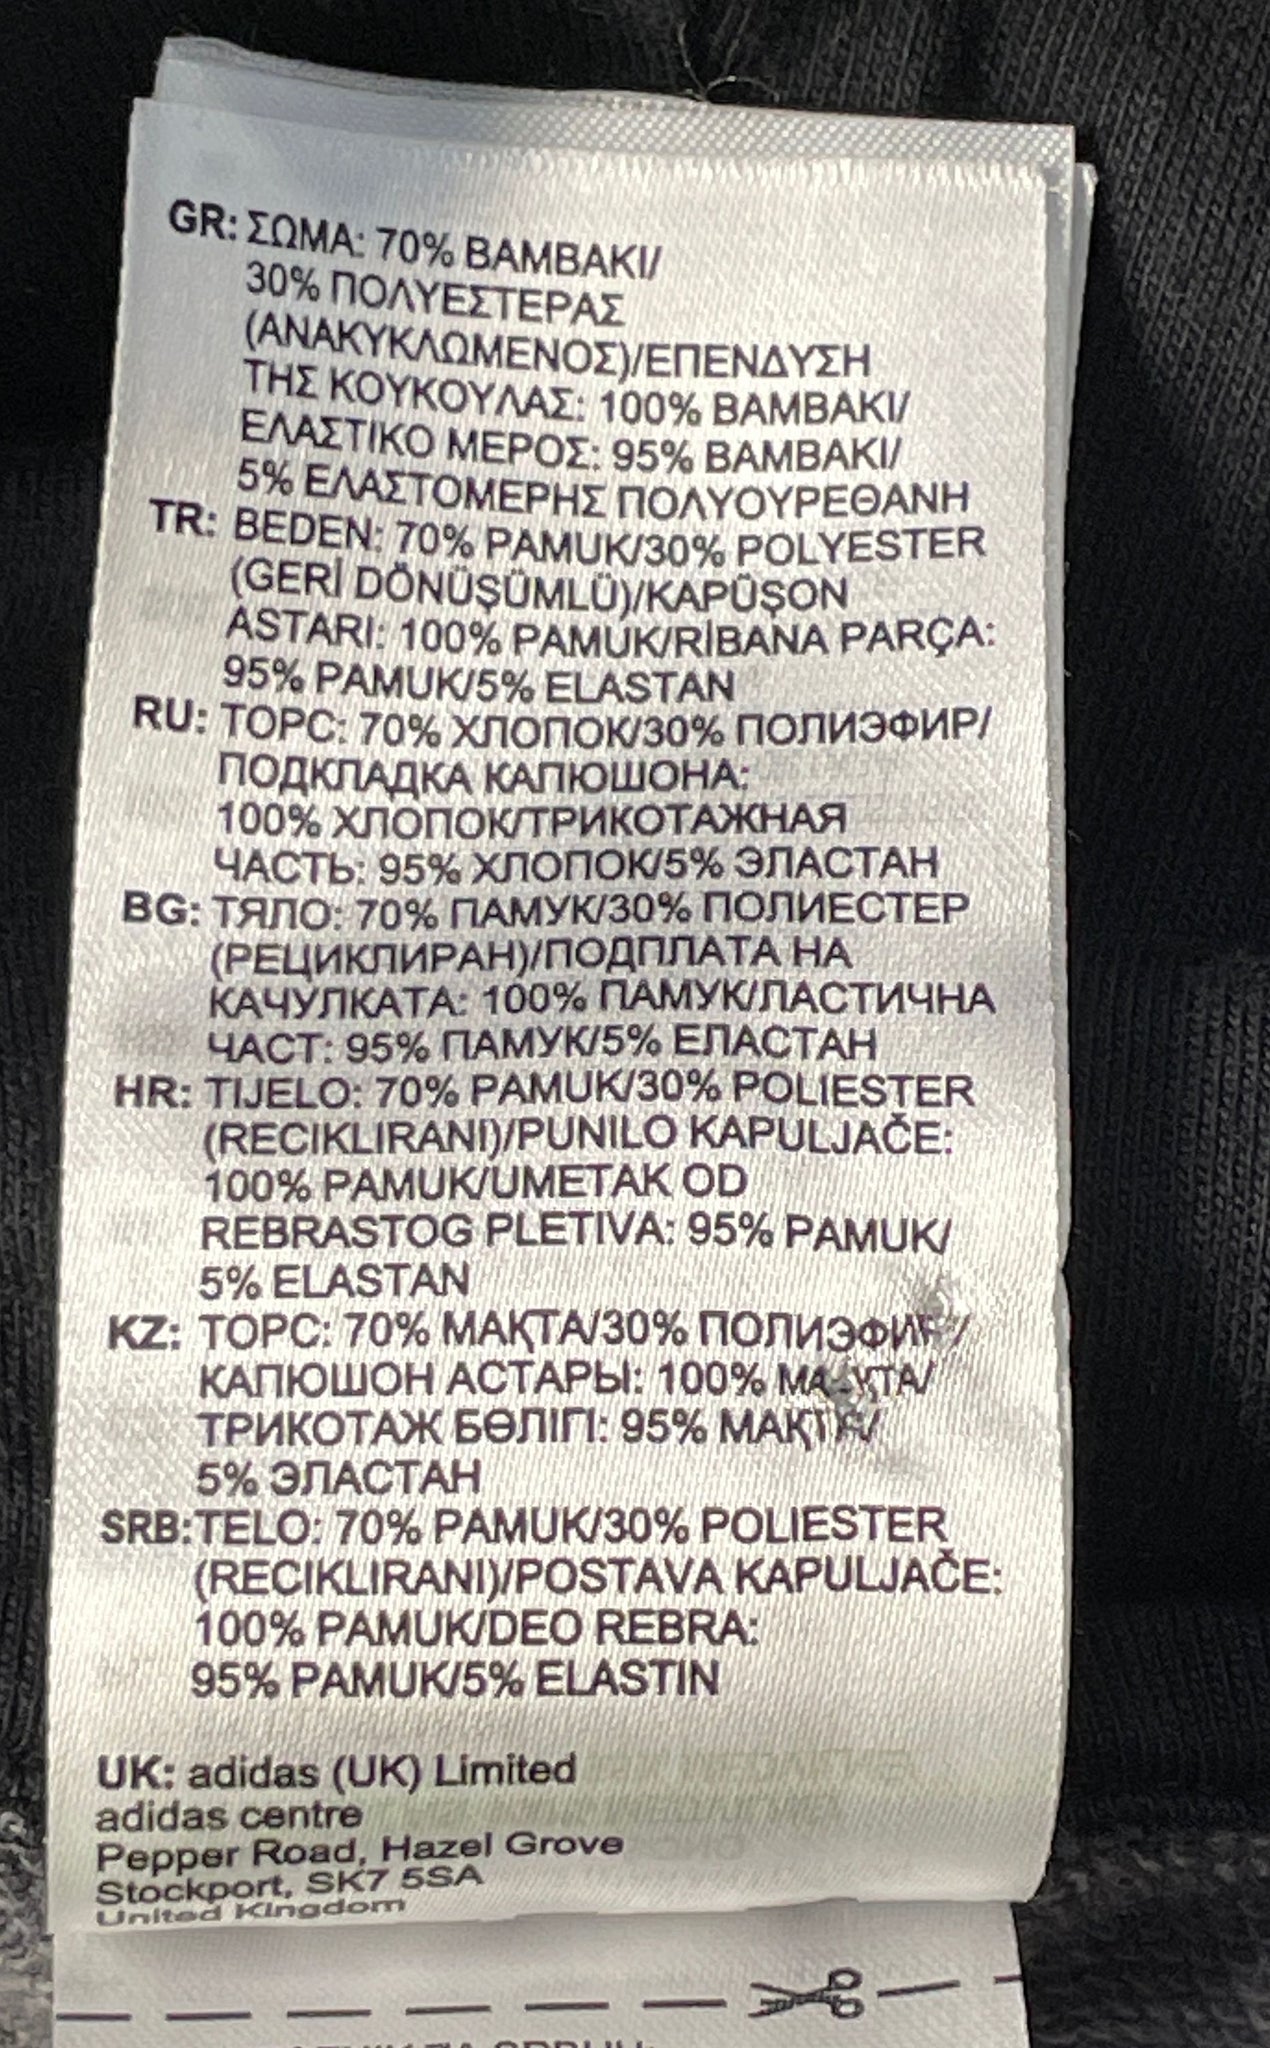 GR: ΣΩΜΑ: 70% ΒΑΜΒΑΚΙ/
30% ΠΟΛΥΕΣΤΕΡΑΣ
(ΑΝΑΚΥΚΛΩΜΕΝΟΣ)/ΕΠΕΝΔΥΣΗ
ΤΗΣ ΚΟΥΚΟΥΛΑΣ: 100% ΒΑΜΒΑΚΙ/
ΕΛΑΣΤΙΚΟ ΜΕΡΟΣ: 95% ΒΑΜΒΑΚΙ/
5% ΕΛΑΣΤΟΜΕΡΗΣ ΠΟΛΥΟΥΡΕΘΑΝΗ
TR: BEDEN: 70% PAMUK/30% POLYESTER
(GERİ DÖNÜŞÜMLÜ)/KAPÜŞON
ASTARI: 100% PAMUK/RİBANA PARÇA:
95% PAMUK/5% ELASTAN
RU: ТОРС: 70% ХЛОПОК/30% ПОЛИЭФИР/
ПОДКЛАДКА КАПЮШОНА:
100% ХЛОПОК/ТРИКОТАЖНАЯ
ЧАСТЬ: 95% ХЛОПОК/5% ЭЛАСТАН
BG: ТЯЛО: 70% ПАМУК/30% ПОЛИЕСТЕР
(РЕЦИКЛИРАН)/ПОДПЛАТА НА
КАЧУЛКАТА: 100% ПАМУК/ЛАСТИЧНА
ЧАСТ: 95% ПАМУК/5% ЕЛАСТАН
HR: TIJELO: 70% PAMUK/30% POLIESTER
(RECIKLIRANI)/PUNILO KAPULJAČE:
100% PAMUK/UMETAK OD
REBRASTOG PLETIVA: 95% PAMUK/
5% ELASTAN
KZ: ТОРС: 70% МАҚТА/30% ПОЛИЭФИР/
КАПЮШОН АСТАРЫ: 100% МАҚТА/
ТРИКОТАЖ БӨЛІГІ: 95% МАҚТА/
5% ЭЛАСТАН
SRB: TELO: 70% PAMUK/30% POLIESTER
(RECIKLIRANI)/POSTAVA KAPULJAČE:
100% PAMUK/DEO REBRA:
95% PAMUK/5% ELASTIN
UK: adidas (UK) Limited
adidas centre
Pepper Road, Hazel Grove
Stockport, SK7 5SA
United Kingdom